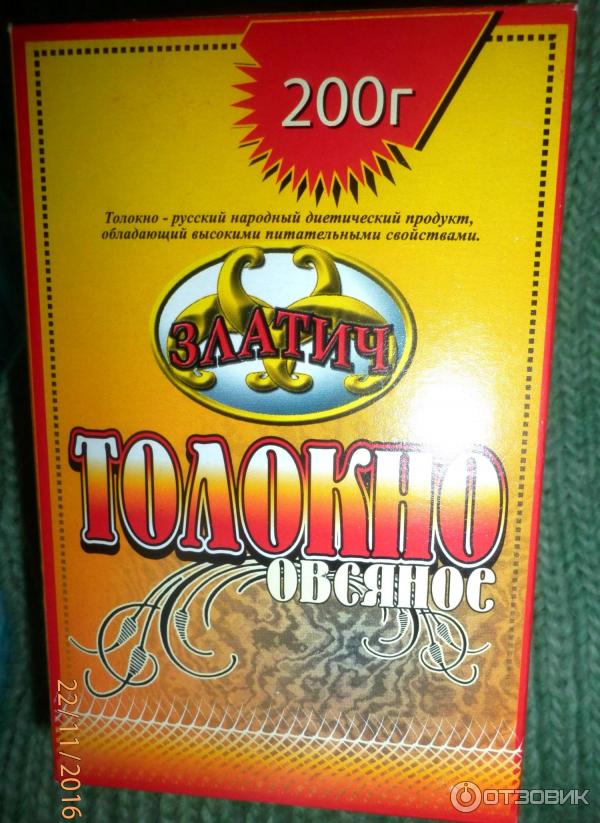 200г
Толокно - русский народный диетический продукт,
обладающий высокими питательными свойствами.
ЗЛАТИЧ
ТОЛОКНО
овсяное
22/11/2016
ОТЗОВИК